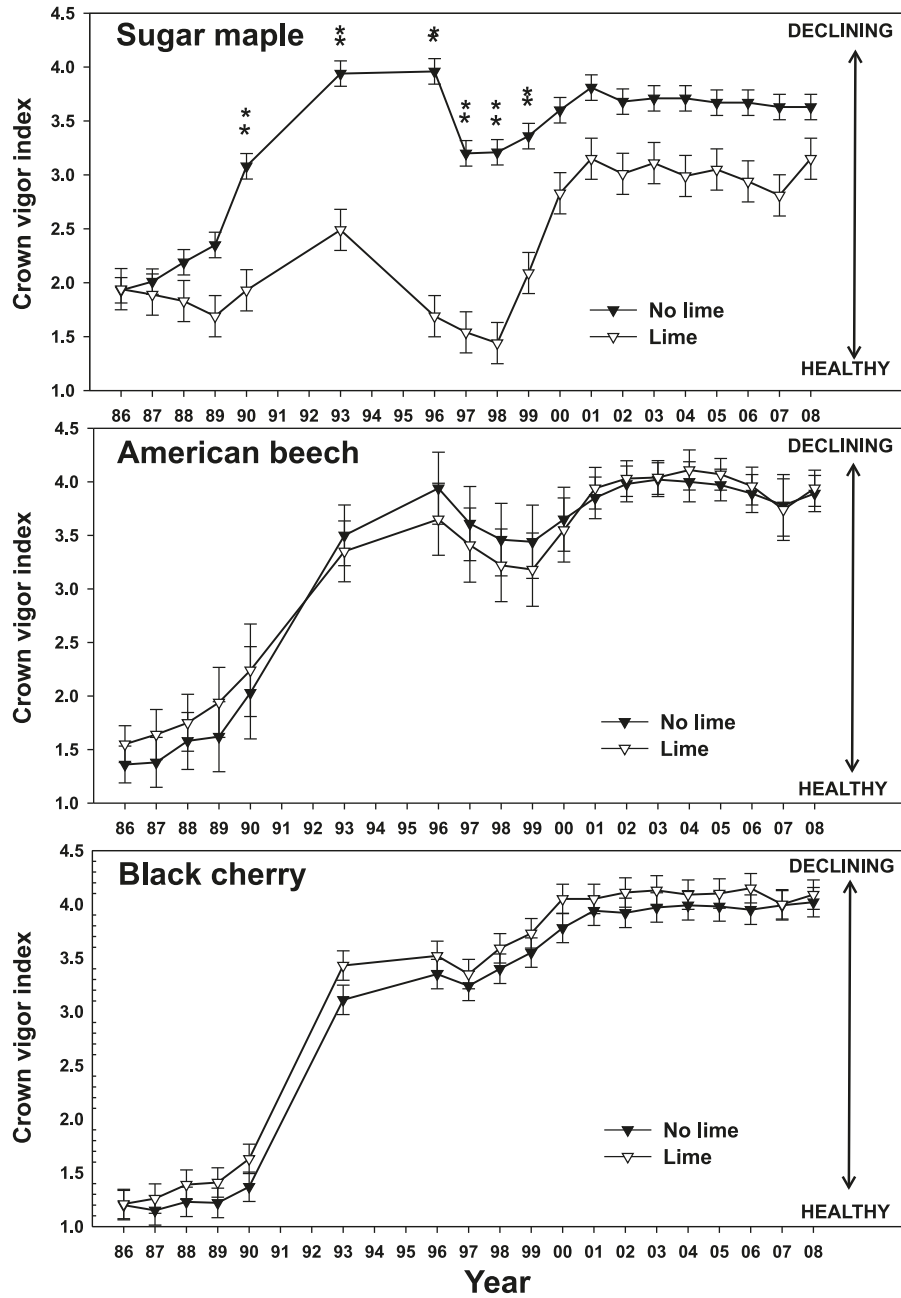 Sugar maple
DECLINING
4.5
4.0
3.5
3.0
2.5
2.0
1.5
1.0
Crown vigor index
** ** ** ** ** **
No lime
Lime
HEALTHY
86 87 88 89 90 91 92 93 94 95 96 97 98 99 00 01 02 03 04 05 06 07 08
American beech
DECLINING
4.5
4.0
3.5
3.0
2.5
2.0
1.5
1.0
Crown vigor index
No lime
Lime
HEALTHY
86 87 88 89 90 91 92 93 94 95 96 97 98 99 00 01 02 03 04 05 06 07 08
Black cherry
DECLINING
4.5
4.0
3.5
3.0
2.5
2.0
1.5
1.0
Crown vigor index
No lime
Lime
HEALTHY
86 87 88 89 90 91 92 93 94 95 96 97 98 99 00 01 02 03 04 05 06 07 08
Year